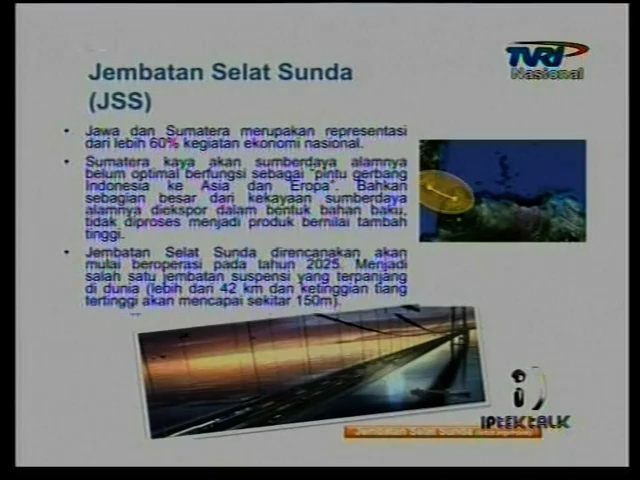 TVRI
Nasional
Jembatan Selat Sunda
(JSS)
• Jawa dan Sumatera merupakan representasi
dari lebih 60% kegiatan ekonomi nasional.
• Sumatera kaya akan sumberdaya alamnya
belum optimal berfungsi sebagai "pintu gerbang
Indonesia ke Asia dan Eropa". Bahkan
sebagian besar dari kekayaan sumberdaya
alamnya diekspor dalam bentuk bahan baku,
tidak diproses menjadi produk bernilai tambah
tinggi.
• Jembatan Selat Sunda direncanakan akan
mulai beroperasi pada tahun 2025. Menjadi
salah satu jembatan suspensi yang terpanjang
di dunia (lebih dari 42 km dan ketinggian tiang
tertinggi akan mencapai sekitar 150m).
IPTEKTALK
Jembatan Selat Sunda